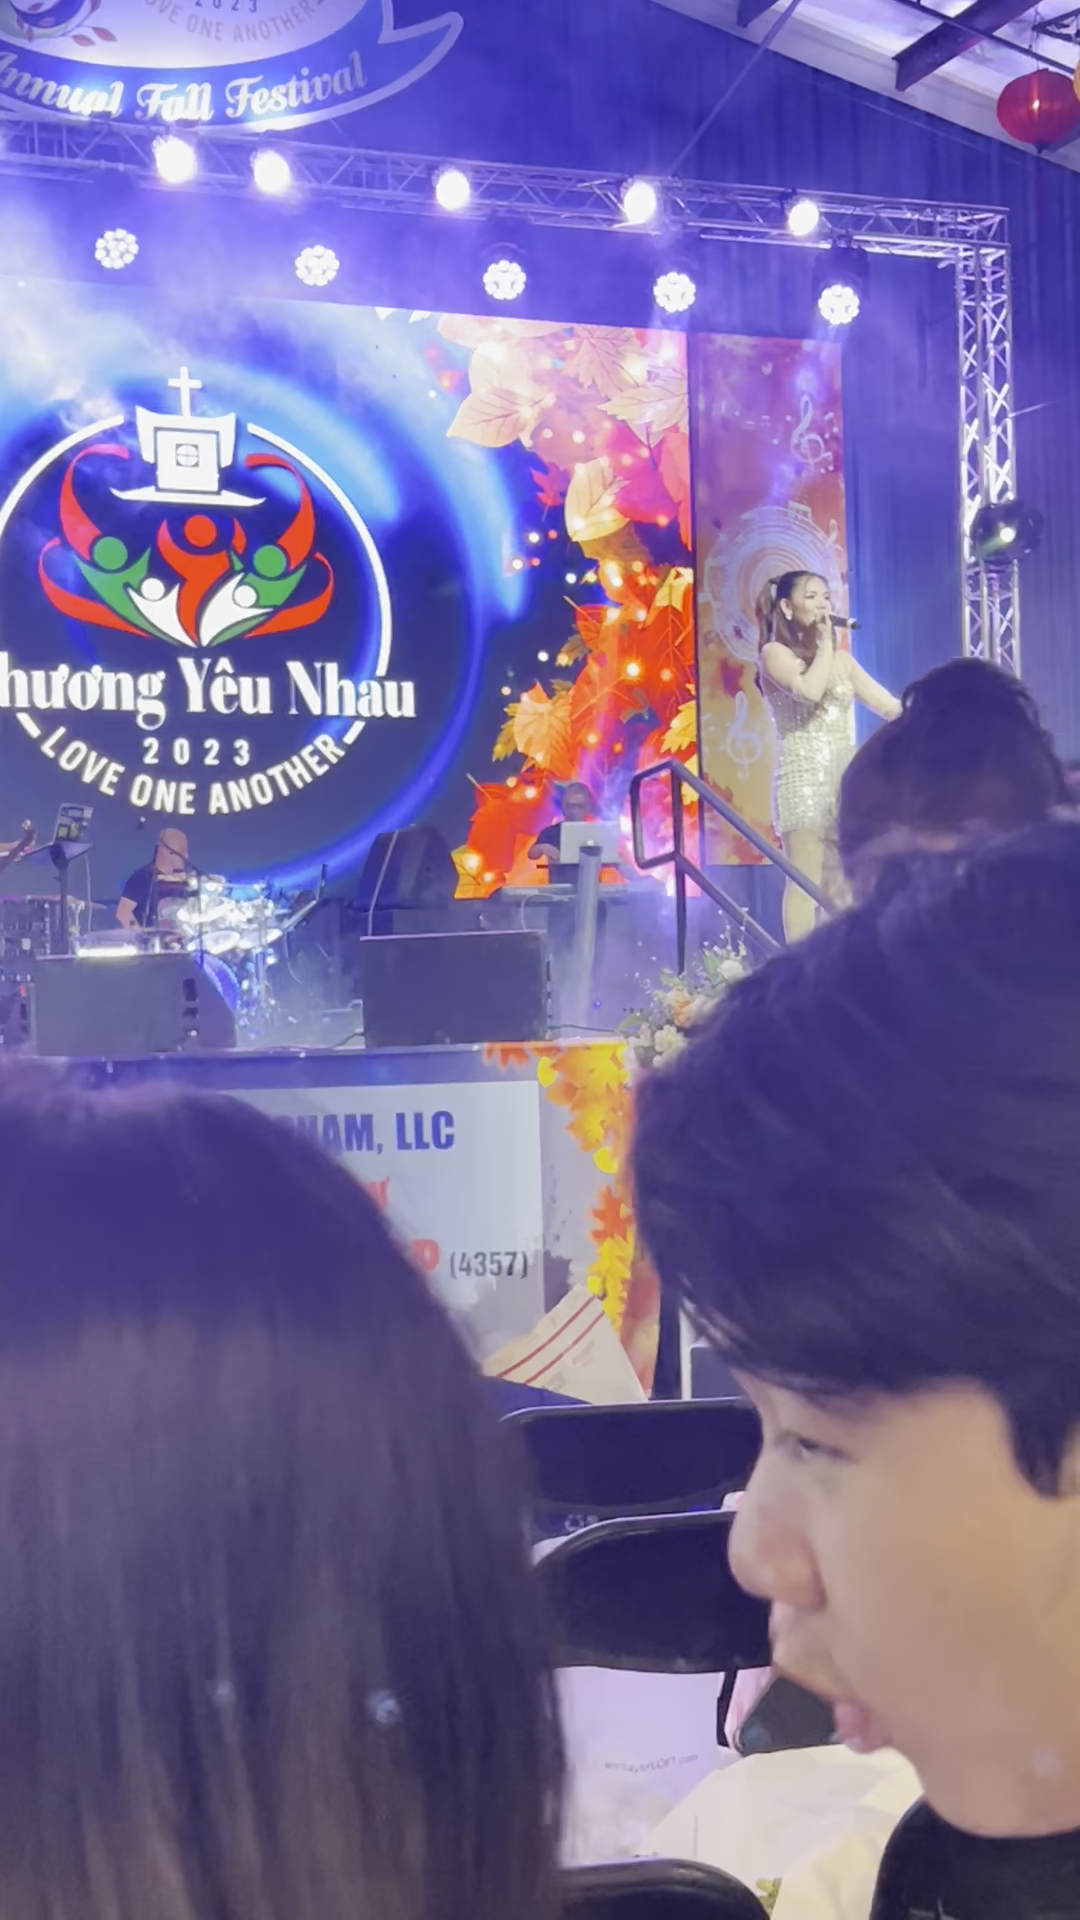 2023
LOVE ONE ANOTHER
Annual Fall Festival
hương Yêu Nhau
2023
LOVE ONE ANOTHER
HAM, LLC
P (4357)